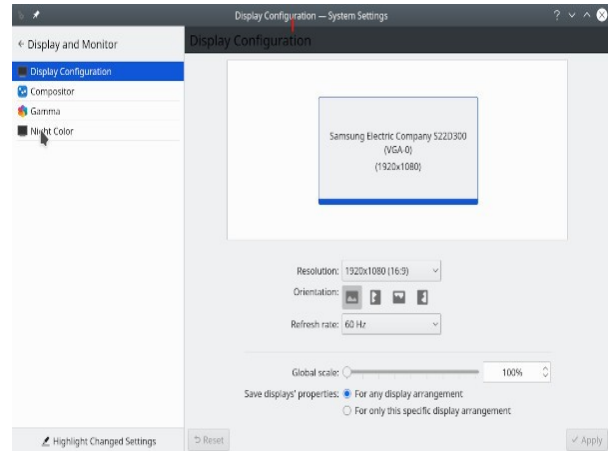 Display Configuration — System Settings
Display and Monitor
Display Configuration
Display Configuration
Compositor
Gamma
Night Color
Samsung Electric Company S22D300
(VGA-0)
(1920x1080)
Resolution: 1920x1080 (16:9)
Orientation:
Refresh rate: 60 Hz
Global scale: 100%
Save displays' properties: For any display arrangement
For only this specific display arrangement
Highlight Changed Settings
Reset
Apply